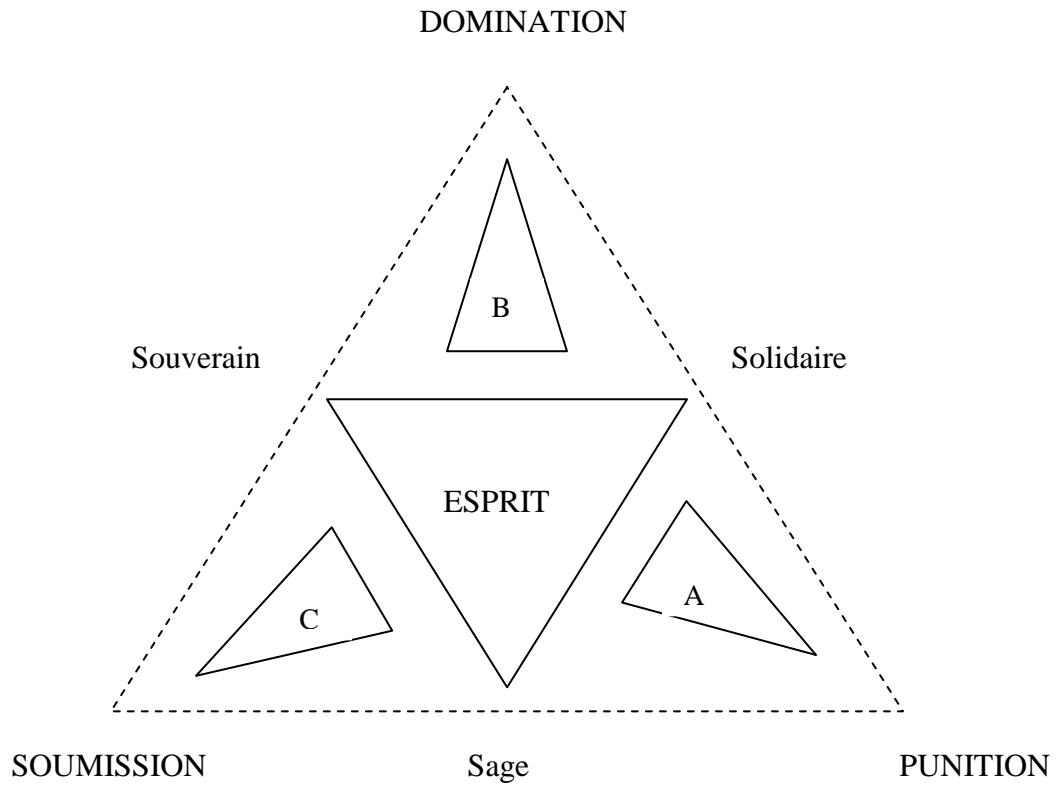 DOMINATION
B
Souverain
Solidaire
ESPRIT
A
C
SOUMISSION
Sage
PUNITION